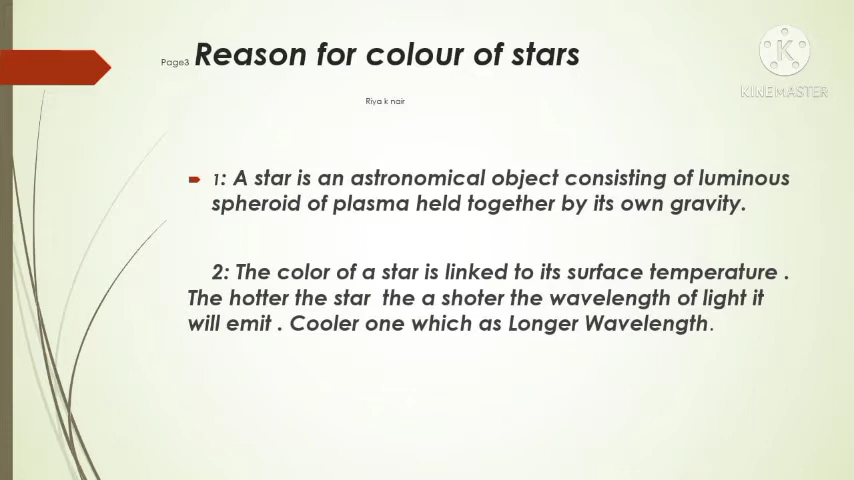 Page3 Reason for colour of stars
Riya k nair
K
KINEMASTER
1: A star is an astronomical object consisting of luminous
spheroid of plasma held together by its own gravity.
2: The color of a star is linked to its surface temperature .
The hotter the star the a shoter the wavelength of light it
will emit . Cooler one which as Longer Wavelength.